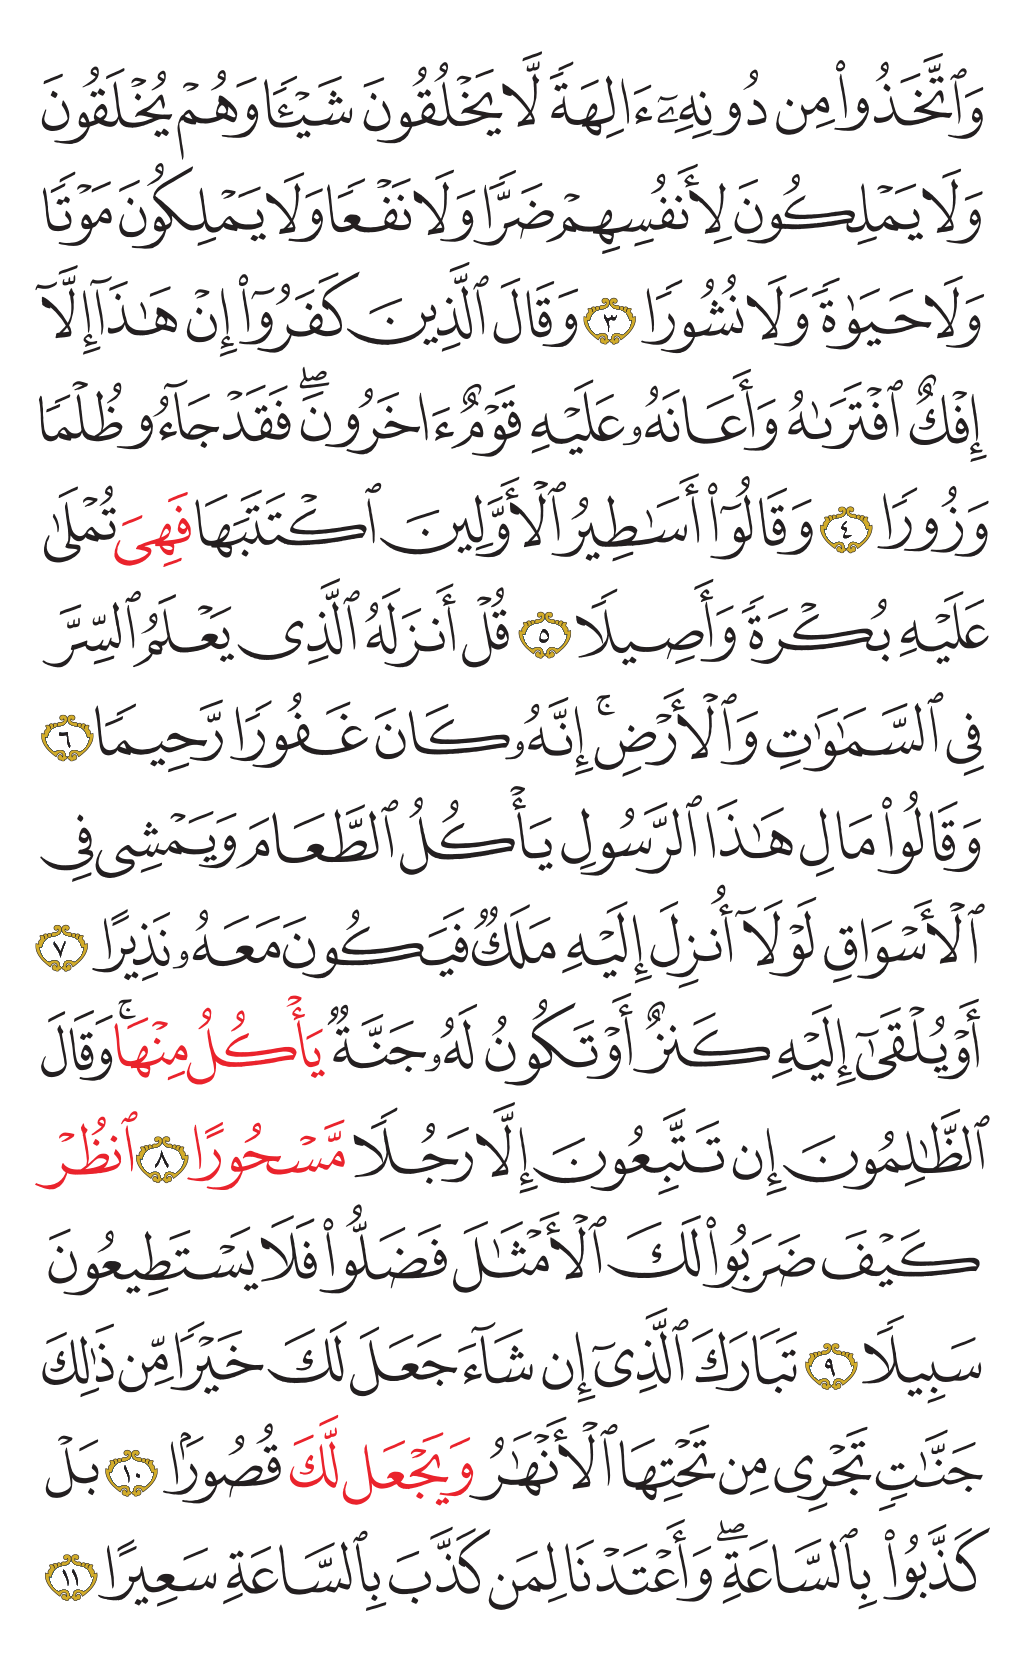 وَٱتَّخَذُوا۟ مِن دُونِهِۦٓ ءَالِهَةًۭ لَّا يَخْلُقُونَ شَيْـًۭٔا وَهُمْ يُخْلَقُونَ
وَلَا يَمْلِكُونَ لِأَنفُسِهِمْ ضَرًّۭا وَلَا نَفْعًۭا وَلَا يَمْلِكُونَ مَوْتًۭا
وَلَا حَيَوٰةًۭ وَلَا نُشُورًۭا ٣ وَقَالَ ٱلَّذِينَ كَفَرُوٓا۟ إِنْ هَـٰذَآ إِلَّآ
إِفْكٌ ٱفْتَرَىٰهُ وَأَعَانَهُۥ عَلَيْهِ قَوْمٌ ءَاخَرُونَ ۖ فَقَدْ جَآءُو ظُلْمًۭا
وَزُورًۭا ٤ وَقَالُوٓا۟ أَسَـٰطِيرُ ٱلْأَوَّلِينَ ٱكْتَتَبَهَا فَهِىَ تُمْلَىٰ
عَلَيْهِ بُكْرَةًۭ وَأَصِيلًۭا ٥ قُلْ أَنزَلَهُ ٱلَّذِى يَعْلَمُ ٱلسِّرَّ
فِى ٱلسَّمَـٰوَٰتِ وَٱلْأَرْضِ ۚ إِنَّهُۥ كَانَ غَفُورًۭا رَّحِيمًۭا ٦
وَقَالُوا۟ مَالِ هَـٰذَا ٱلرَّسُولِ يَأْكُلُ ٱلطَّعَامَ وَيَمْشِى فِى
ٱلْأَسْوَاقِ لَوْلَآ أُنزِلَ إِلَيْهِ مَلَكٌۭ فَيَكُونَ مَعَهُۥ نَذِيرًا ٧
أَوْ يُلْقَىٰٓ إِلَيْهِ كَنزٌ أَوْ تَكُونُ لَهُۥ جَنَّةٌۭ يَأْكُلُ مِنْهَا ۚ وَقَالَ
ٱلظَّـٰلِمُونَ إِن تَتَّبِعُونَ إِلَّا رَجُلًۭا مَّسْحُورًا ٨ ٱنظُرْ
كَيْفَ ضَرَبُوا۟ لَكَ ٱلْأَمْثَـٰلَ فَضَلُّوا۟ فَلَا يَسْتَطِيعُونَ
سَبِيلًۭا ٩ تَبَارَكَ ٱلَّذِىٓ إِن شَآءَ جَعَلَ لَكَ خَيْرًۭا مِّن ذَٰلِكَ
جَنَّـٰتٍۢ تَجْرِى مِن تَحْتِهَا ٱلْأَنْهَـٰرُ وَيَجْعَل لَّكَ قُصُورًۢا ١٠ بَلْ
كَذَّبُوا۟ بِٱلسَّاعَةِ ۖ وَأَعْتَدْنَا لِمَن كَذَّبَ بِٱلسَّاعَةِ سَعِيرًا ١١